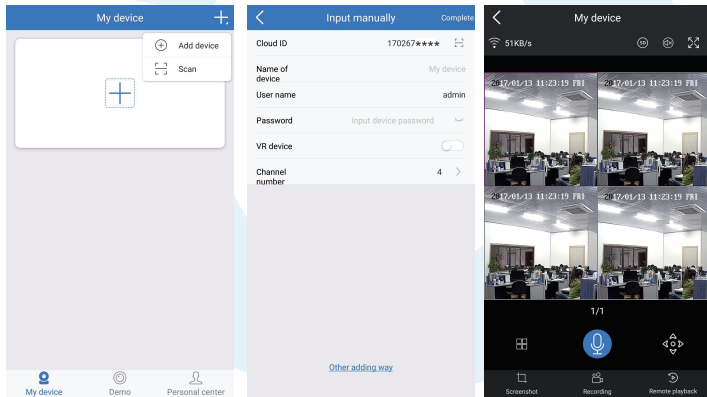 My device
Add device
Scan
My device
Demo
Personal center
Input manually
Complete
Cloud ID
170267****
Name of
device
My device
User name
admin
Password
Input device password
VR device
Channel
number
4
Other adding way
My device
51KB/s
SD
2017/01/13 11:23:19 FRI
2017/01/13 11:23:19 FRI
2017/01/13 11:23:19 FRI
2017/01/13 11:23:19 FRI
1/1
Screenshot
Recording
Remote playback